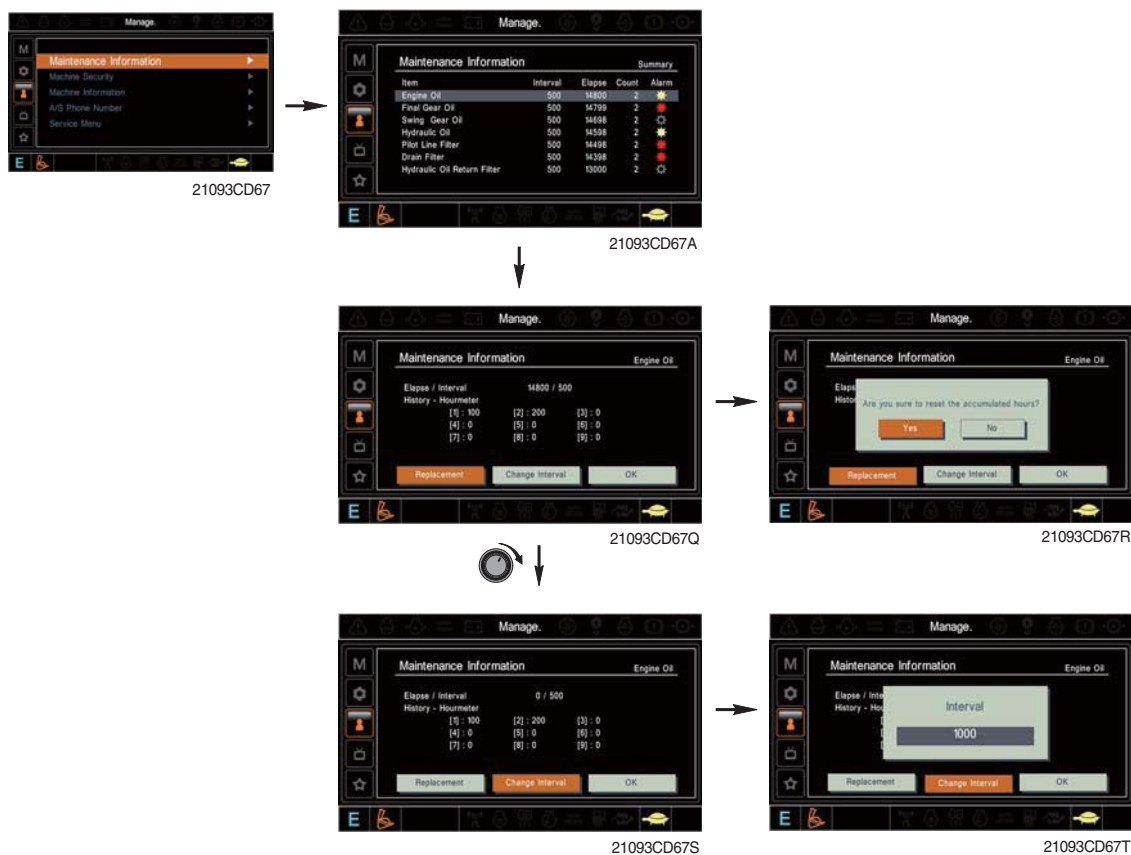 Manage.
M
Maintenance Information
Machine Security
Machine Information
A/S Phone Number
Service Menu
E
21093CD67
Manage.
M
Maintenance Information Summary
Item Interval Elapse Count Alarm
Engine Oil 500 14800 2
Final Gear Oil 500 14799 2
Swing Gear Oil 500 14698 2
Hydraulic Oil 500 14598 2
Pilot Line Filter 500 14498 2
Drain Filter 500 14398 2
Hydraulic Oil Return Filter 500 13000 2
E
21093CD67A
Manage.
M
Maintenance Information Engine Oil
Elapse / Interval 14800 / 500
History - Hourmeter
[1] : 100 [2] : 200 [3] : 0
[4] : 0 [5] : 0 [6] : 0
[7] : 0 [8] : 0 [9] : 0
Replacement Change Interval OK
E
21093CD67Q
Manage.
M
Maintenance Information Engine Oil
Elaps
Histor
Are you sure to reset the accumulated hours?
Yes No
Replacement Change Interval OK
E
21093CD67R
Manage.
M
Maintenance Information Engine Oil
Elapse / Interval 0 / 500
History - Hourmeter
[1] : 100 [2] : 200 [3] : 0
[4] : 0 [5] : 0 [6] : 0
[7] : 0 [8] : 0 [9] : 0
Replacement Change Interval OK
E
21093CD67S
Manage.
M
Maintenance Information Engine Oil
Elapse / Inte
History - Hou
Interval
1000
Replacement Change Interval OK
E
21093CD67T